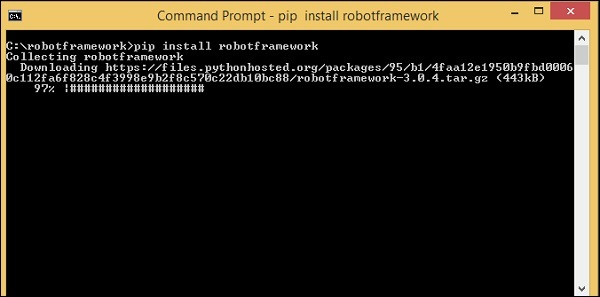 Command Prompt - pip  install robotframework
C:\robotframework>pip install robotframework
Collecting robotframework
  Downloading https://files.pythonhosted.org/packages/95/b1/4faa12e1950b9fbd0006
0c112fa6f828c4f3998e9b2f8c570c22db10bc88/robotframework-3.0.4.tar.gz (443kB)
    97% |###################